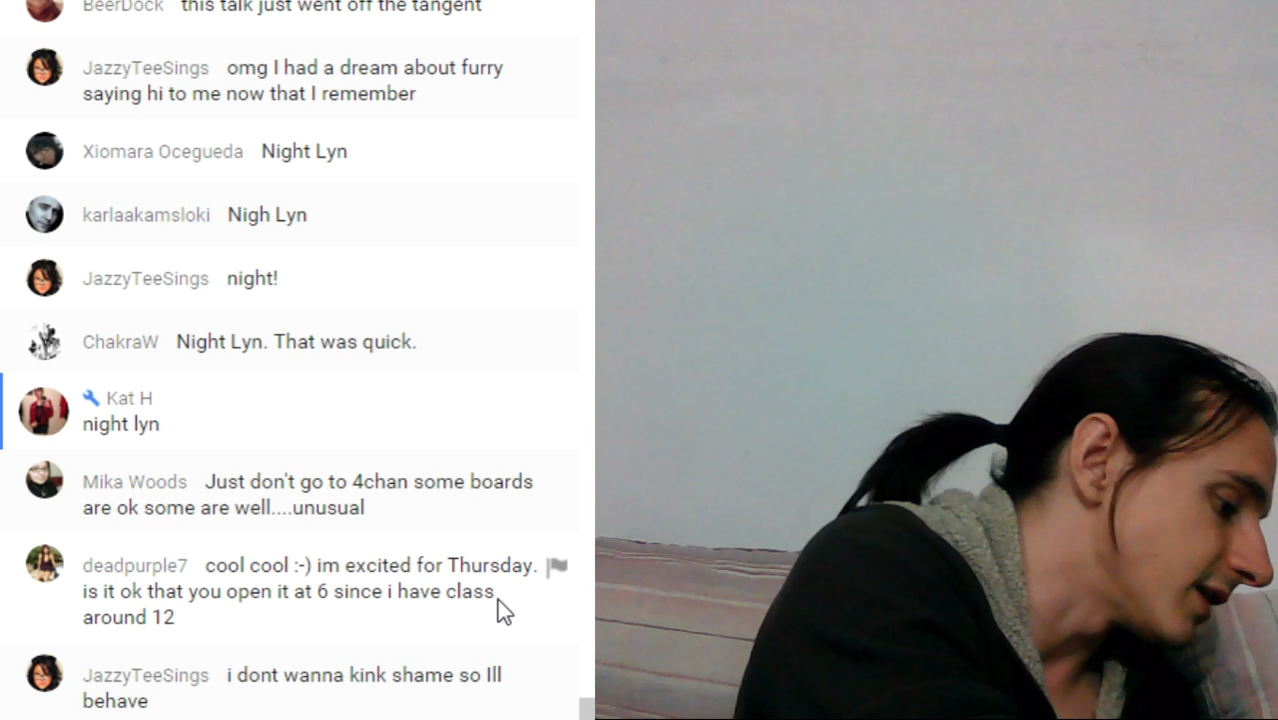 BeerDock this talk just went off the tangent
JazzyTeeSings omg I had a dream about furry
saying hi to me now that I remember
Xiomara Ocegueda Night Lyn
karlaakamsloki Nigh Lyn
JazzyTeeSings night!
ChakraW Night Lyn. That was quick.
Kat H
night lyn
Mika Woods Just don't go to 4chan some boards
are ok some are well....unusual
deadpurple7 cool cool :-) im excited for Thursday.
is it ok that you open it at 6 since i have class
around 12
JazzyTeeSings i dont wanna kink shame so Ill
behave